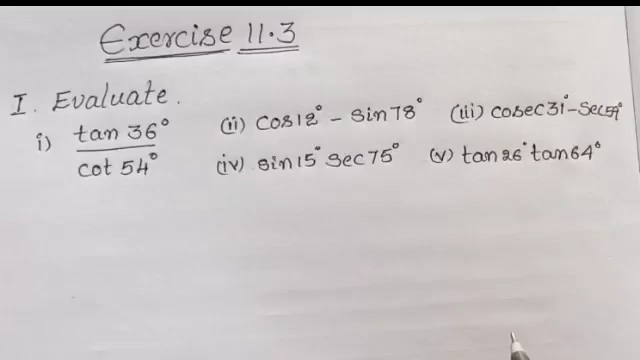 Exercise 11.3
I. Evaluate.
i) tan 36° / cot 54° (ii) cos12° - sin78° (iii) cosec31° - sec59°
(iv) sin15° sec75° (v) tan26° tan64°